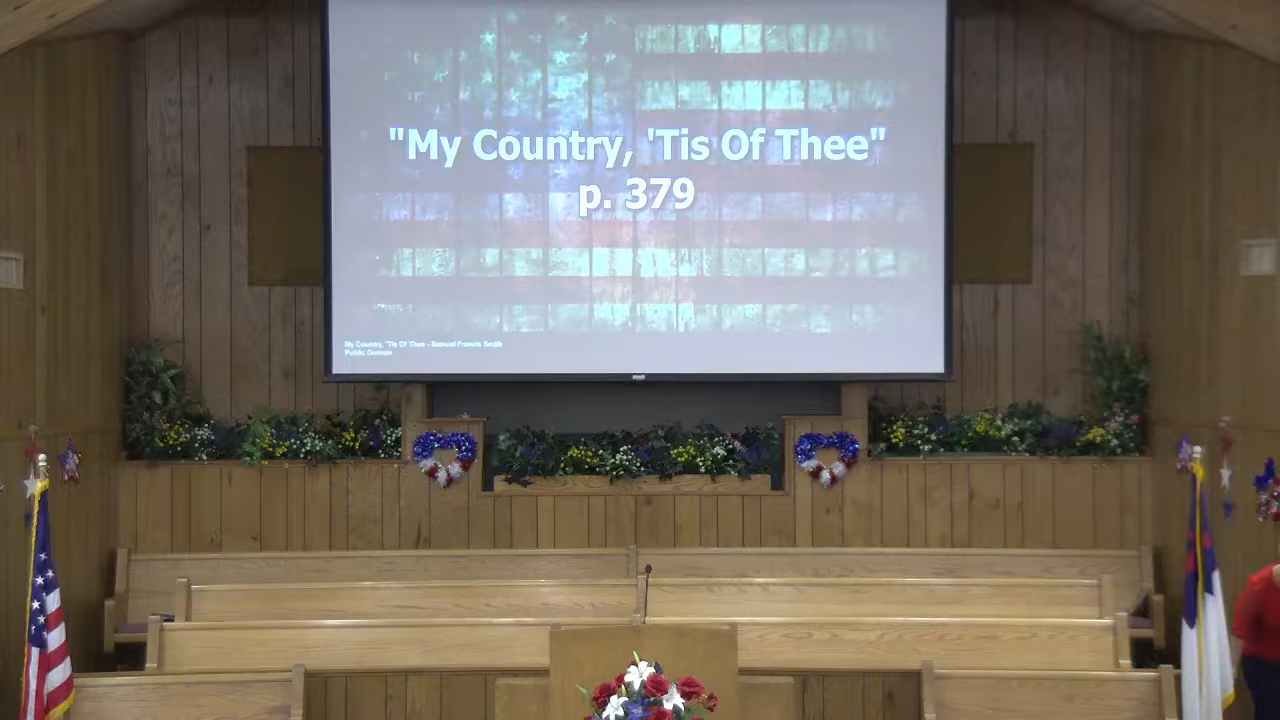 "My Country, 'Tis Of Thee"
p. 379
My Country, 'Tis Of Thee - Samuel Francis Smith
Public Domain